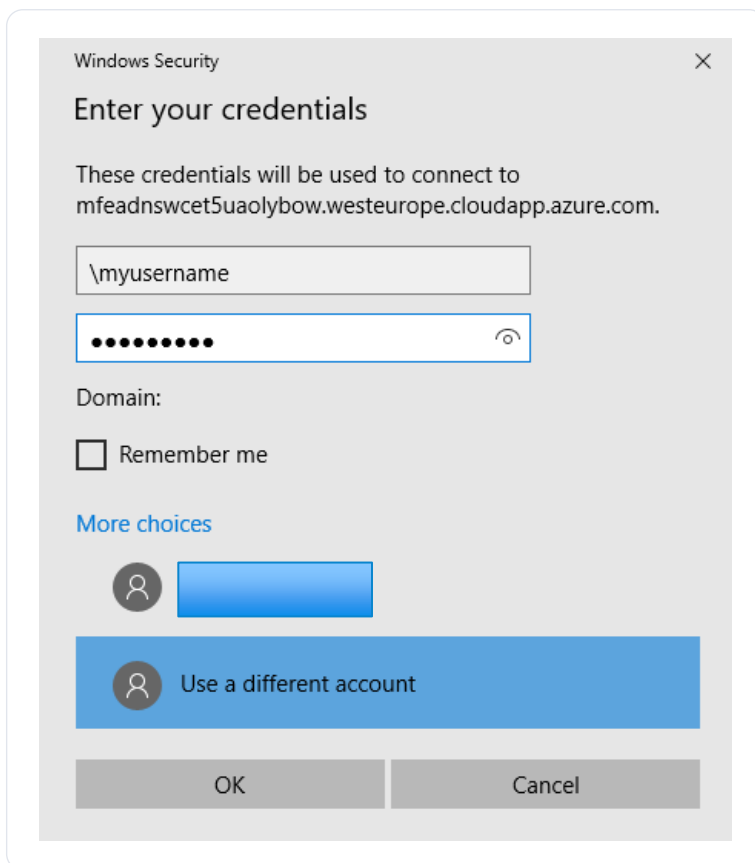 Windows Security
Enter your credentials
These credentials will be used to connect to
mfeadnswcet5uaolybow.westeurope.cloudapp.azure.com.
\myusername
•••••••••
Domain:
Remember me
More choices
Use a different account
OK
Cancel